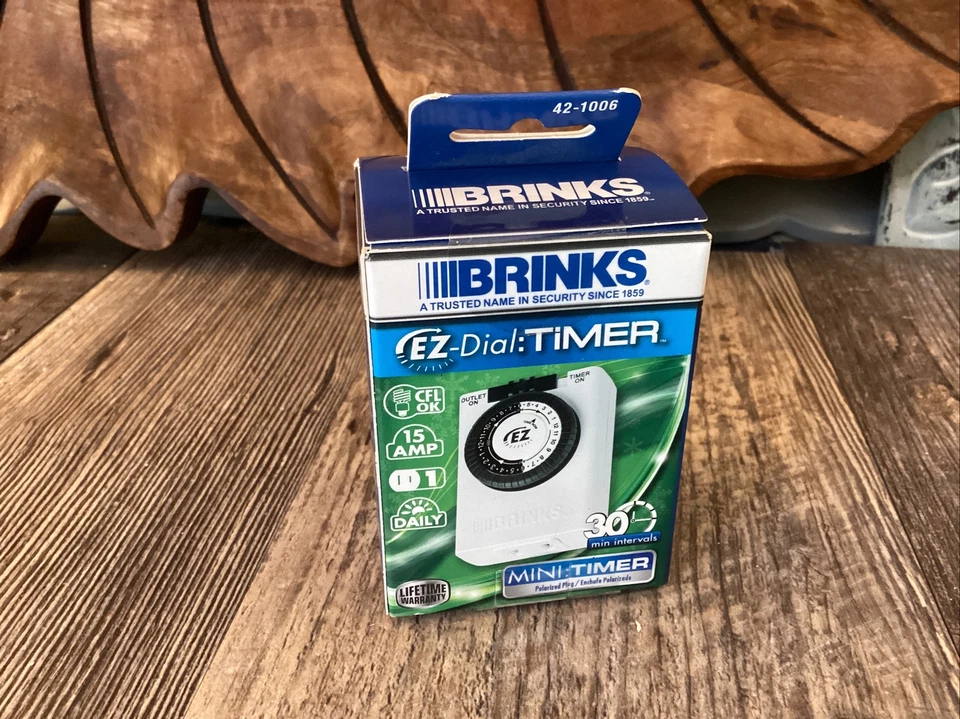 42-1006
BRINKS®
A TRUSTED NAME IN SECURITY SINCE 1859™
BRINKS®
A TRUSTED NAME IN SECURITY SINCE 1859
EZ-Dial:TiMER™
CFL
OK
15
AMP
1
DAILY
OUTLET
ON
TIMER
ON
EZ
BRINKS
30
min intervals
MINI:TIMER
Polarized Plug / Enchufe Polarizado
LIFETIME
WARRANTY